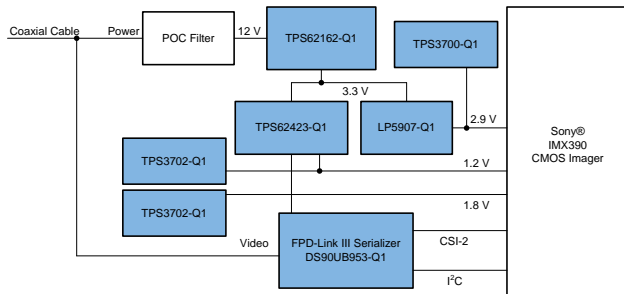 Coaxial Cable
Power
POC Filter
12 V
TPS62162-Q1
TPS3700-Q1
3.3 V
TPS62423-Q1
LP5907-Q1
2.9 V
Sony®
IMX390
CMOS Imager
TPS3702-Q1
1.2 V
TPS3702-Q1
1.8 V
Video
FPD-Link III Serializer
DS90UB953-Q1
CSI-2
I²C